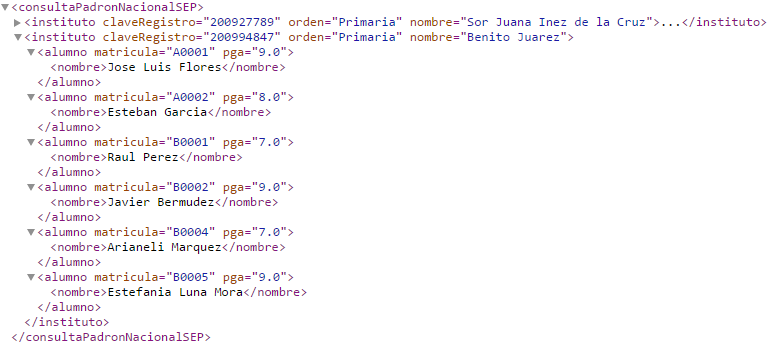 <consultaPadronNacionalSEP>
<instituto claveRegistro="200927789" orden="Primaria" nombre="Sor Juana Inez de la Cruz">...</instituto>
<instituto claveRegistro="200994847" orden="Primaria" nombre="Benito Juarez">
<alumno matricula="A0001" pga="9.0">
<nombre>Jose Luis Flores</nombre>
</alumno>
<alumno matricula="A0002" pga="8.0">
<nombre>Esteban Garcia</nombre>
</alumno>
<alumno matricula="B0001" pga="7.0">
<nombre>Raul Perez</nombre>
</alumno>
<alumno matricula="B0002" pga="9.0">
<nombre>Javier Bermudez</nombre>
</alumno>
<alumno matricula="B0004" pga="7.0">
<nombre>Arianeli Marquez</nombre>
</alumno>
<alumno matricula="B0005" pga="9.0">
<nombre>Estefania Luna Mora</nombre>
</alumno>
</instituto>
</consultaPadronNacionalSEP>